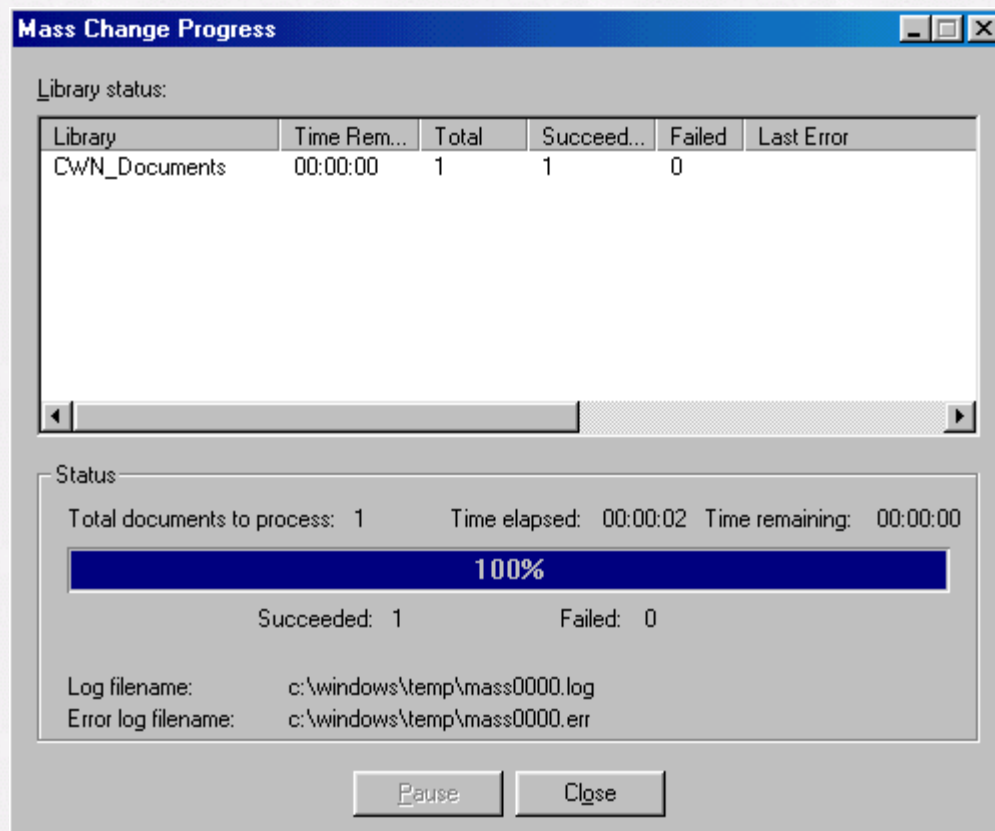 Mass Change Progress
Library status:
Library Time Rem... Total Succeed... Failed Last Error
CWN_Documents 00:00:00 1 1 0
Status
Total documents to process: 1 Time elapsed: 00:00:02 Time remaining: 00:00:00
100%
Succeeded: 1 Failed: 0
Log filename: c:\windows\temp\mass0000.log
Error log filename: c:\windows\temp\mass0000.err
Pause Close